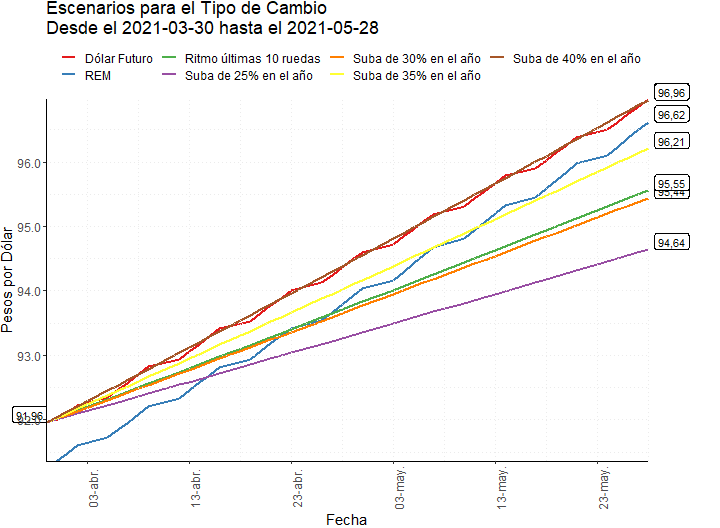 Escenarios para el Tipo de Cambio
Desde el 2021-03-30 hasta el 2021-05-28
Dólar Futuro Ritmo últimas 10 ruedas Suba de 30% en el año Suba de 40% en el año
REM Suba de 25% en el año Suba de 35% en el año
96,96
96,62
96,21
96.0
95,55
95,44
95.0
94,64
94.0
93.0
91,96
92.0
Pesos por Dólar
03-abr.
13-abr.
23-abr.
03-may.
13-may.
23-may.
Fecha